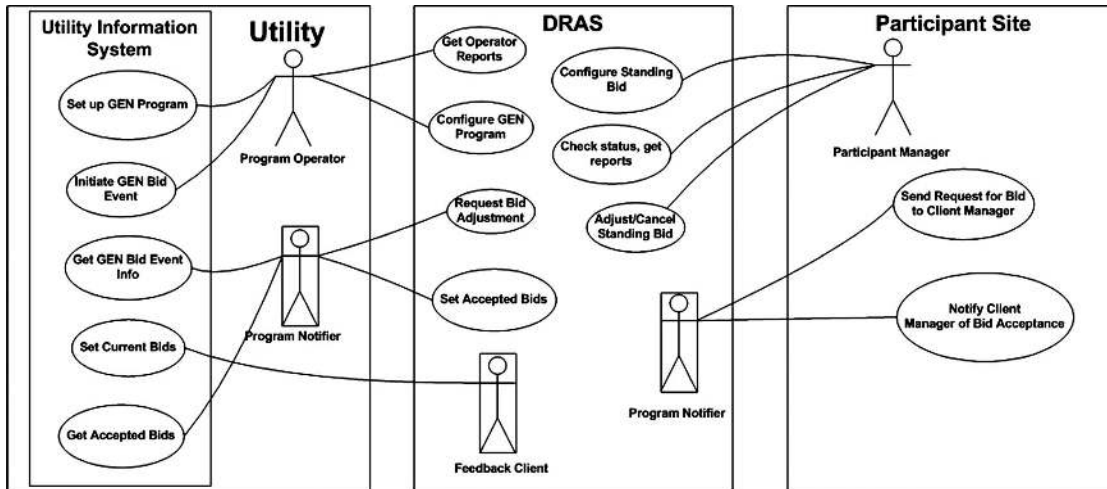 Utility Information
System
Utility
DRAS
Participant Site
Set up GEN Program
Program Operator
Initiate GEN Bid
Event
Get GEN Bid Event
Info
Program Notifier
Set Current Bids
Get Accepted Bids
Get Operator
Reports
Configure GEN
Program
Request Bid
Adjustment
Set Accepted Bids
Feedback Client
Configure Standing
Bid
Check status, get
reports
Adjust/Cancel
Standing Bid
Program Notifier
Participant Manager
Send Request for Bid
to Client Manager
Notify Client
Manager of Bid Acceptance